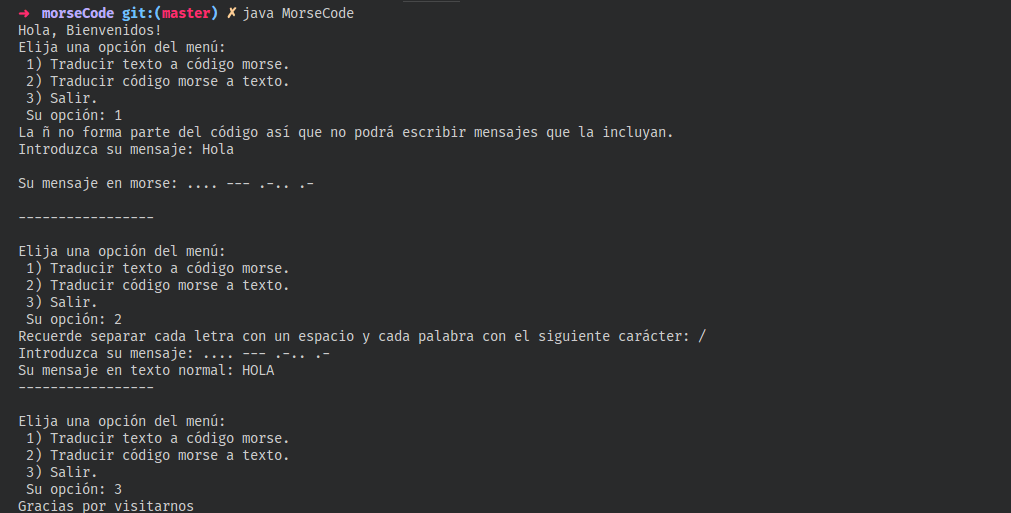 ➜ morseCode git:(master) ✗ java MorseCode
Hola, Bienvenidos!
Elija una opción del menú:
1) Traducir texto a código morse.
2) Traducir código morse a texto.
3) Salir.
Su opción: 1
La ñ no forma parte del código así que no podrá escribir mensajes que la incluyan.
Introduzca su mensaje: Hola
Su mensaje en morse: .... --- .-.. .-
-----------------
Elija una opción del menú:
1) Traducir texto a código morse.
2) Traducir código morse a texto.
3) Salir.
Su opción: 2
Recuerde separar cada letra con un espacio y cada palabra con el siguiente carácter: /
Introduzca su mensaje: .... --- .-.. .-
Su mensaje en texto normal: HOLA
-----------------
Elija una opción del menú:
1) Traducir texto a código morse.
2) Traducir código morse a texto.
3) Salir.
Su opción: 3
Gracias por visitarnos